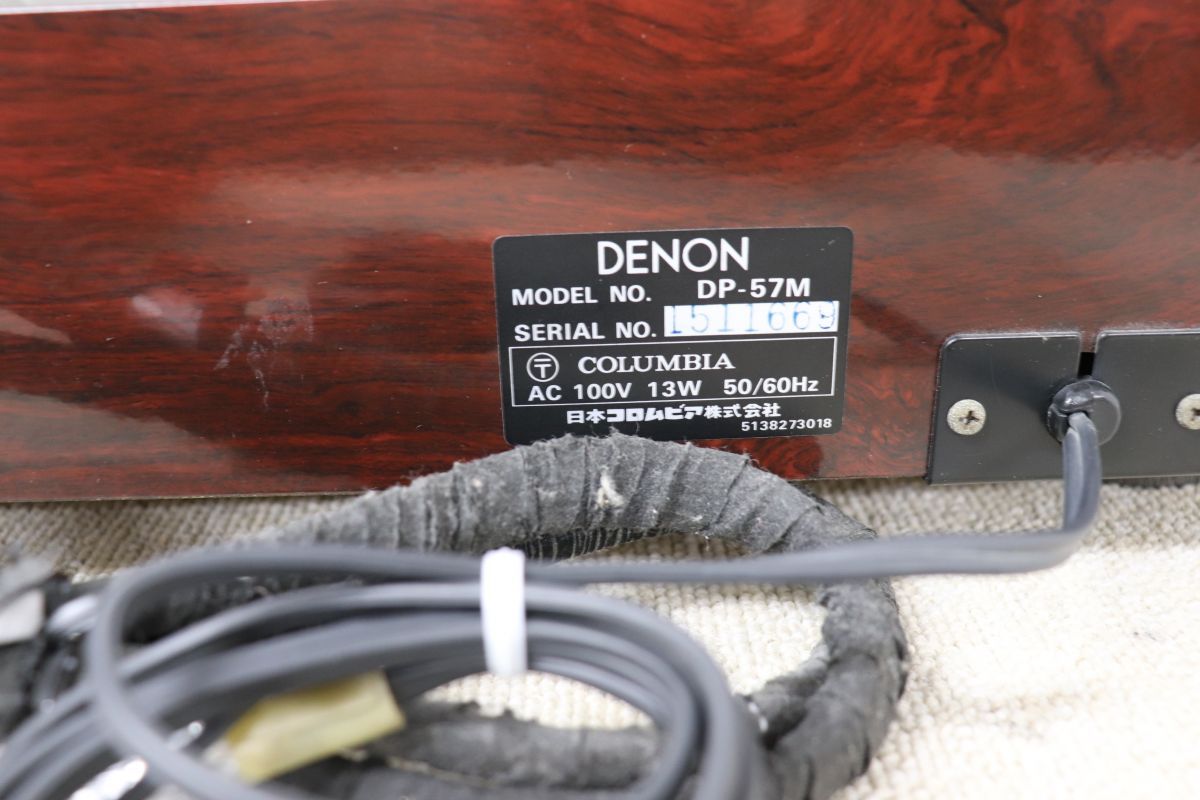 DENON
MODEL NO. DP-57M
SERIAL NO. 1511669
〒 COLUMBIA
AC 100V 13W 50/60Hz
日本コロムビア株式会社
5138273018